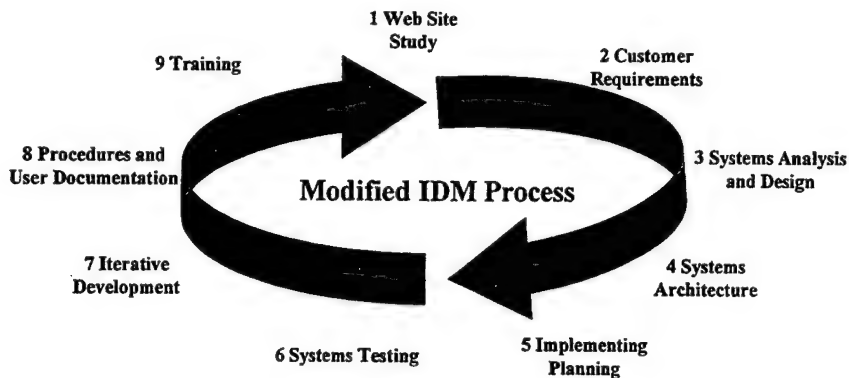 1 Web Site
Study
2 Customer
Requirements
3 Systems Analysis
and Design
4 Systems
Architecture
5 Implementing
Planning
6 Systems Testing
7 Iterative
Development
8 Procedures and
User Documentation
9 Training
Modified IDM Process